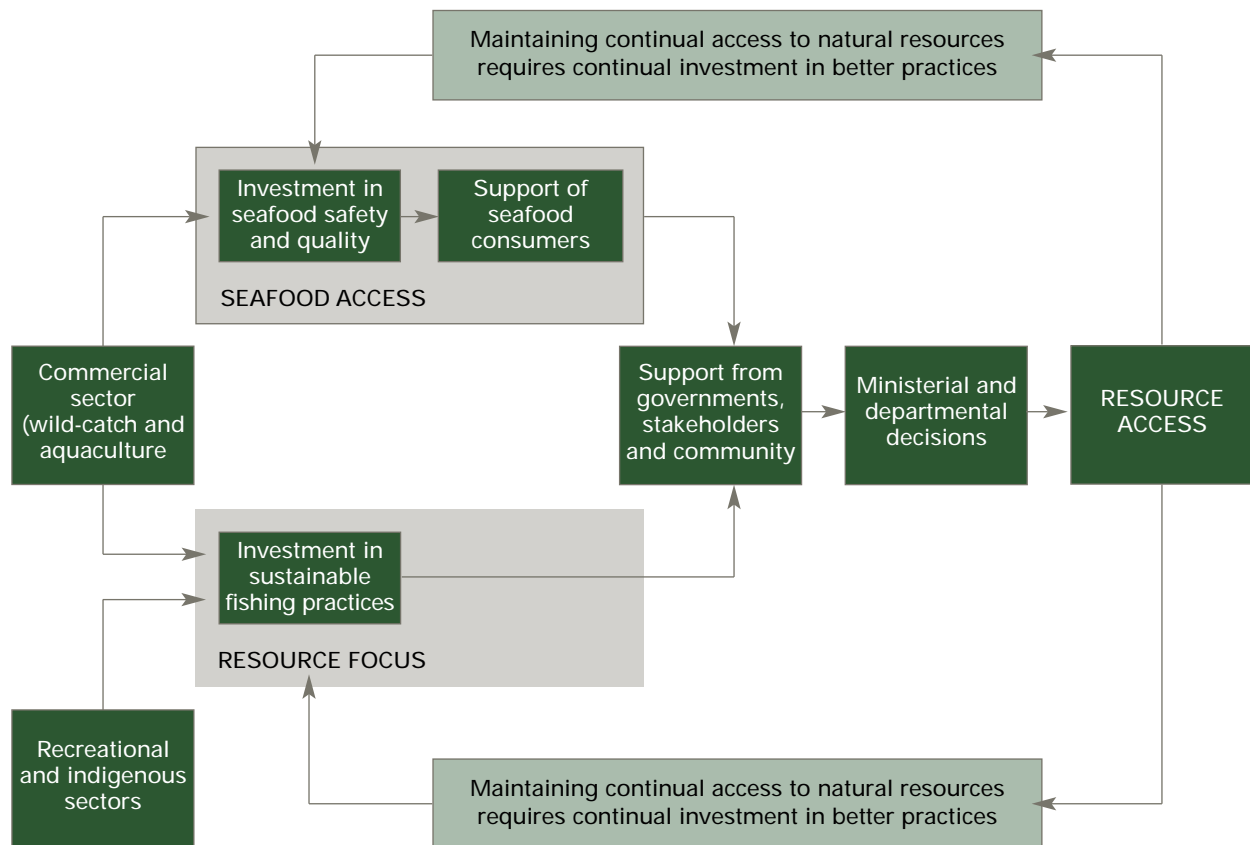 Maintaining continual access to natural resources
requires continual investment in better practices
Investment in
seafood safety
and quality
Support of
seafood
consumers
SEAFOOD ACCESS
Commercial
sector
(wild-catch and
aquaculture
Support from
governments,
stakeholders
and community
Ministerial and
departmental
decisions
RESOURCE
ACCESS
Investment in
sustainable
fishing practices
RESOURCE FOCUS
Recreational
and indigenous
sectors
Maintaining continual access to natural resources
requires continual investment in better practices